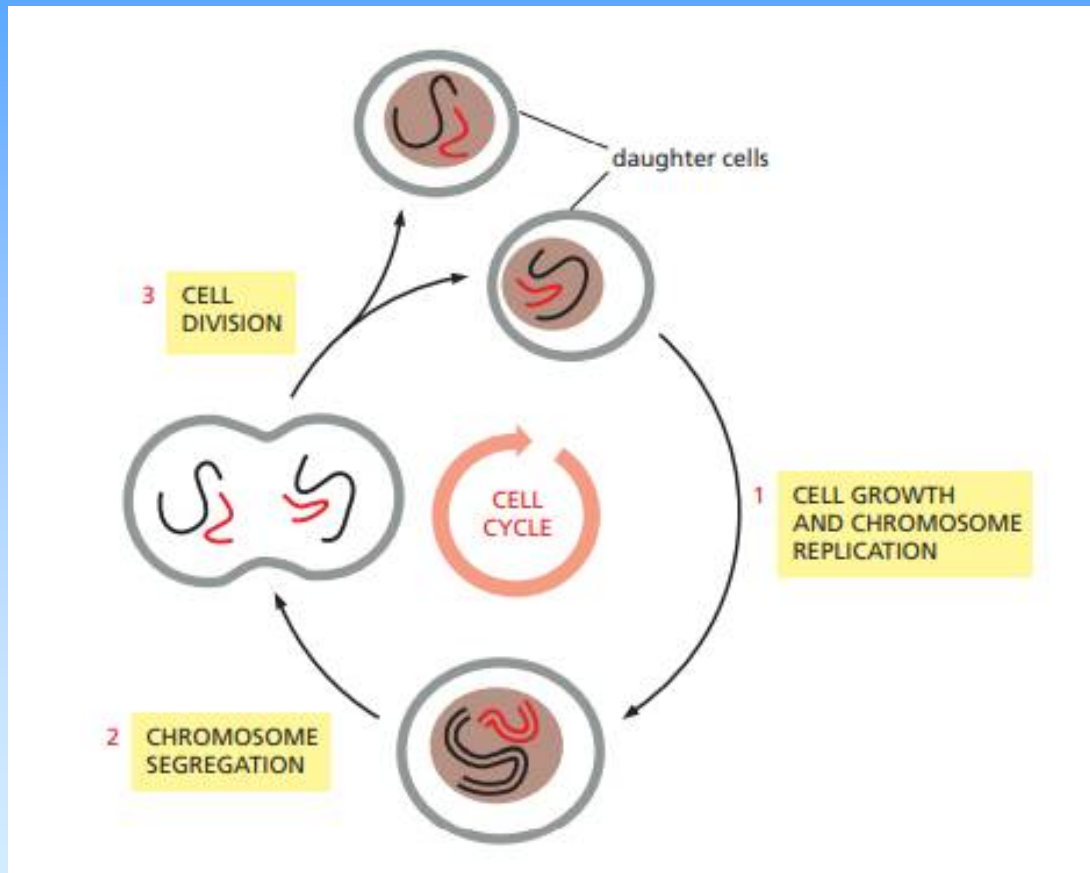 daughter cells
3 CELL
DIVISION
CELL
CYCLE
1 CELL GROWTH
AND CHROMOSOME
REPLICATION
2 CHROMOSOME
SEGREGATION